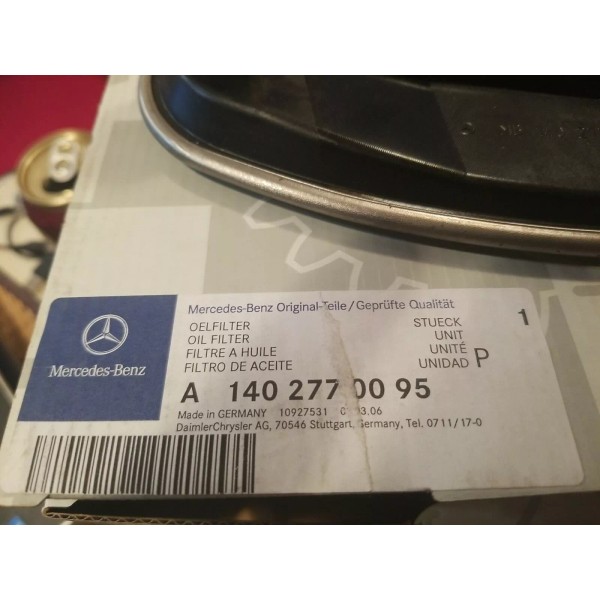 Mercedes-Benz Original-Teile/Geprüfte Qualität
OELFILTER STUECK 1
OIL FILTER UNIT
FILTRE A HUILE UNITÉ
FILTRO DE ACEITE UNIDAD P
Mercedes-Benz
A 140 277 00 95
Made in GERMANY 10927531 03.06
DaimlerChrysler AG, 70546 Stuttgart, Germany, Tel. 0711/17-0